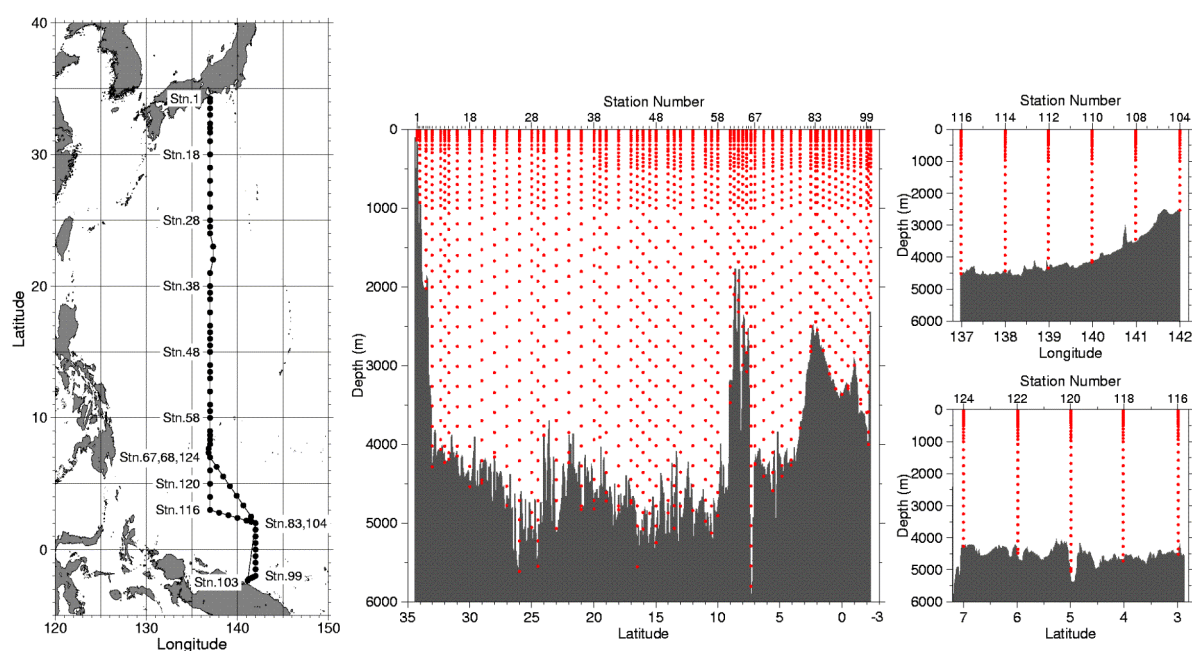 40
30
20
10
0
Latitude
120
130
140
150
Longitude
Stn.1
Stn.18
Stn.28
Stn.38
Stn.48
Stn.58
Stn.67,68,124
Stn.120
Stn.116
Stn.83,104
Stn.103
Stn.99
Station Number
1 18 28 38 48 58 67 83 99
0
1000
2000
3000
4000
5000
6000
Depth (m)
35 30 25 20 15 10 5 0 -3
Latitude
Station Number
116 114 112 110 108 104
0
1000
2000
3000
4000
5000
6000
Depth (m)
137 138 139 140 141 142
Longitude
Station Number
124 122 120 118 116
0
1000
2000
3000
4000
5000
6000
Depth (m)
7 6 5 4 3
Latitude